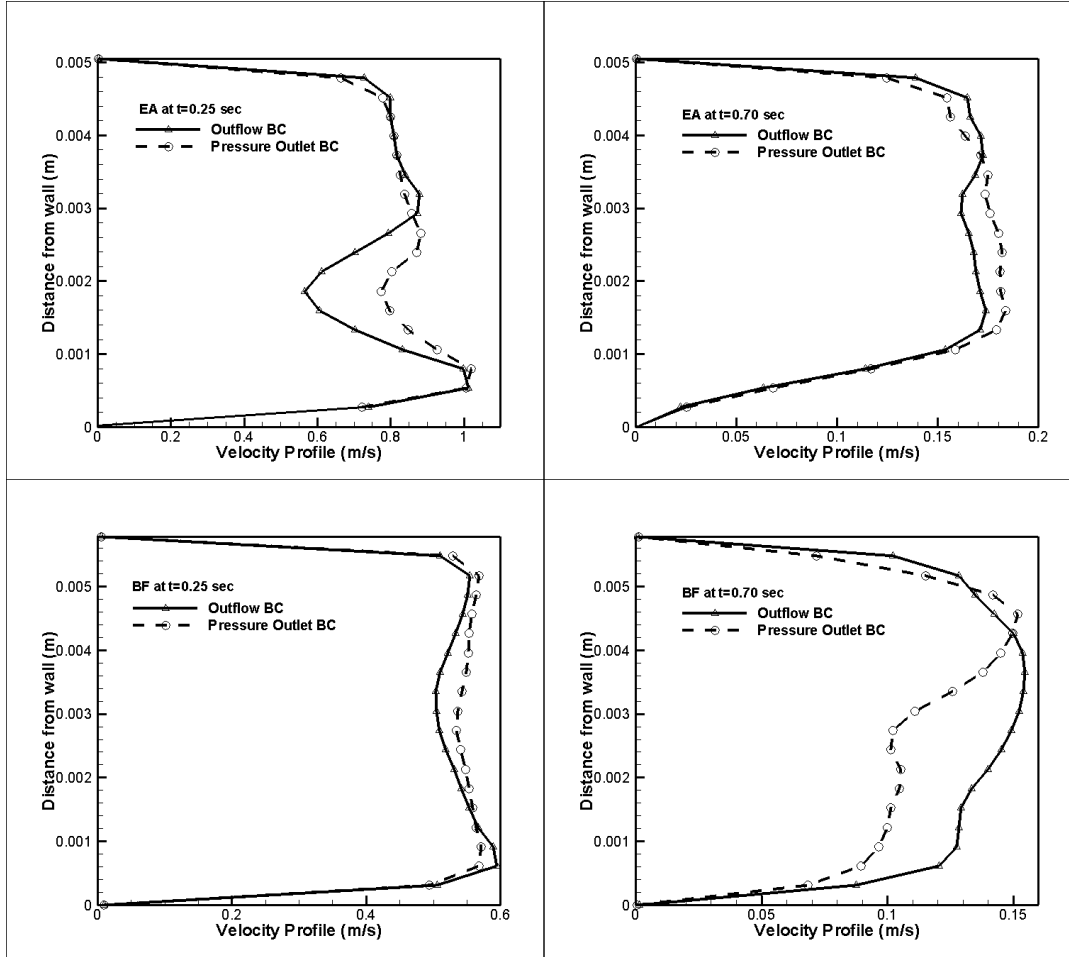 0.005
0.004
0.003
0.002
0.001
0
Distance from wall (m)
EA at t=0.25 sec
Outflow BC
Pressure Outlet BC
0 0.2 0.4 0.6 0.8 1
Velocity Profile (m/s)
0.005
0.004
0.003
0.002
0.001
0
Distance from wall (m)
EA at t=0.70 sec
Outflow BC
Pressure Outlet BC
0 0.05 0.1 0.15 0.2
Velocity Profile (m/s)
0.005
0.004
0.003
0.002
0.001
0
Distance from wall (m)
BF at t=0.25 sec
Outflow BC
Pressure Outlet BC
0 0.2 0.4 0.6
Velocity Profile (m/s)
0.005
0.004
0.003
0.002
0.001
0
Distance from wall (m)
BF at t=0.70 sec
Outflow BC
Pressure Outlet BC
0.05 0.1 0.15
Velocity Profile (m/s)